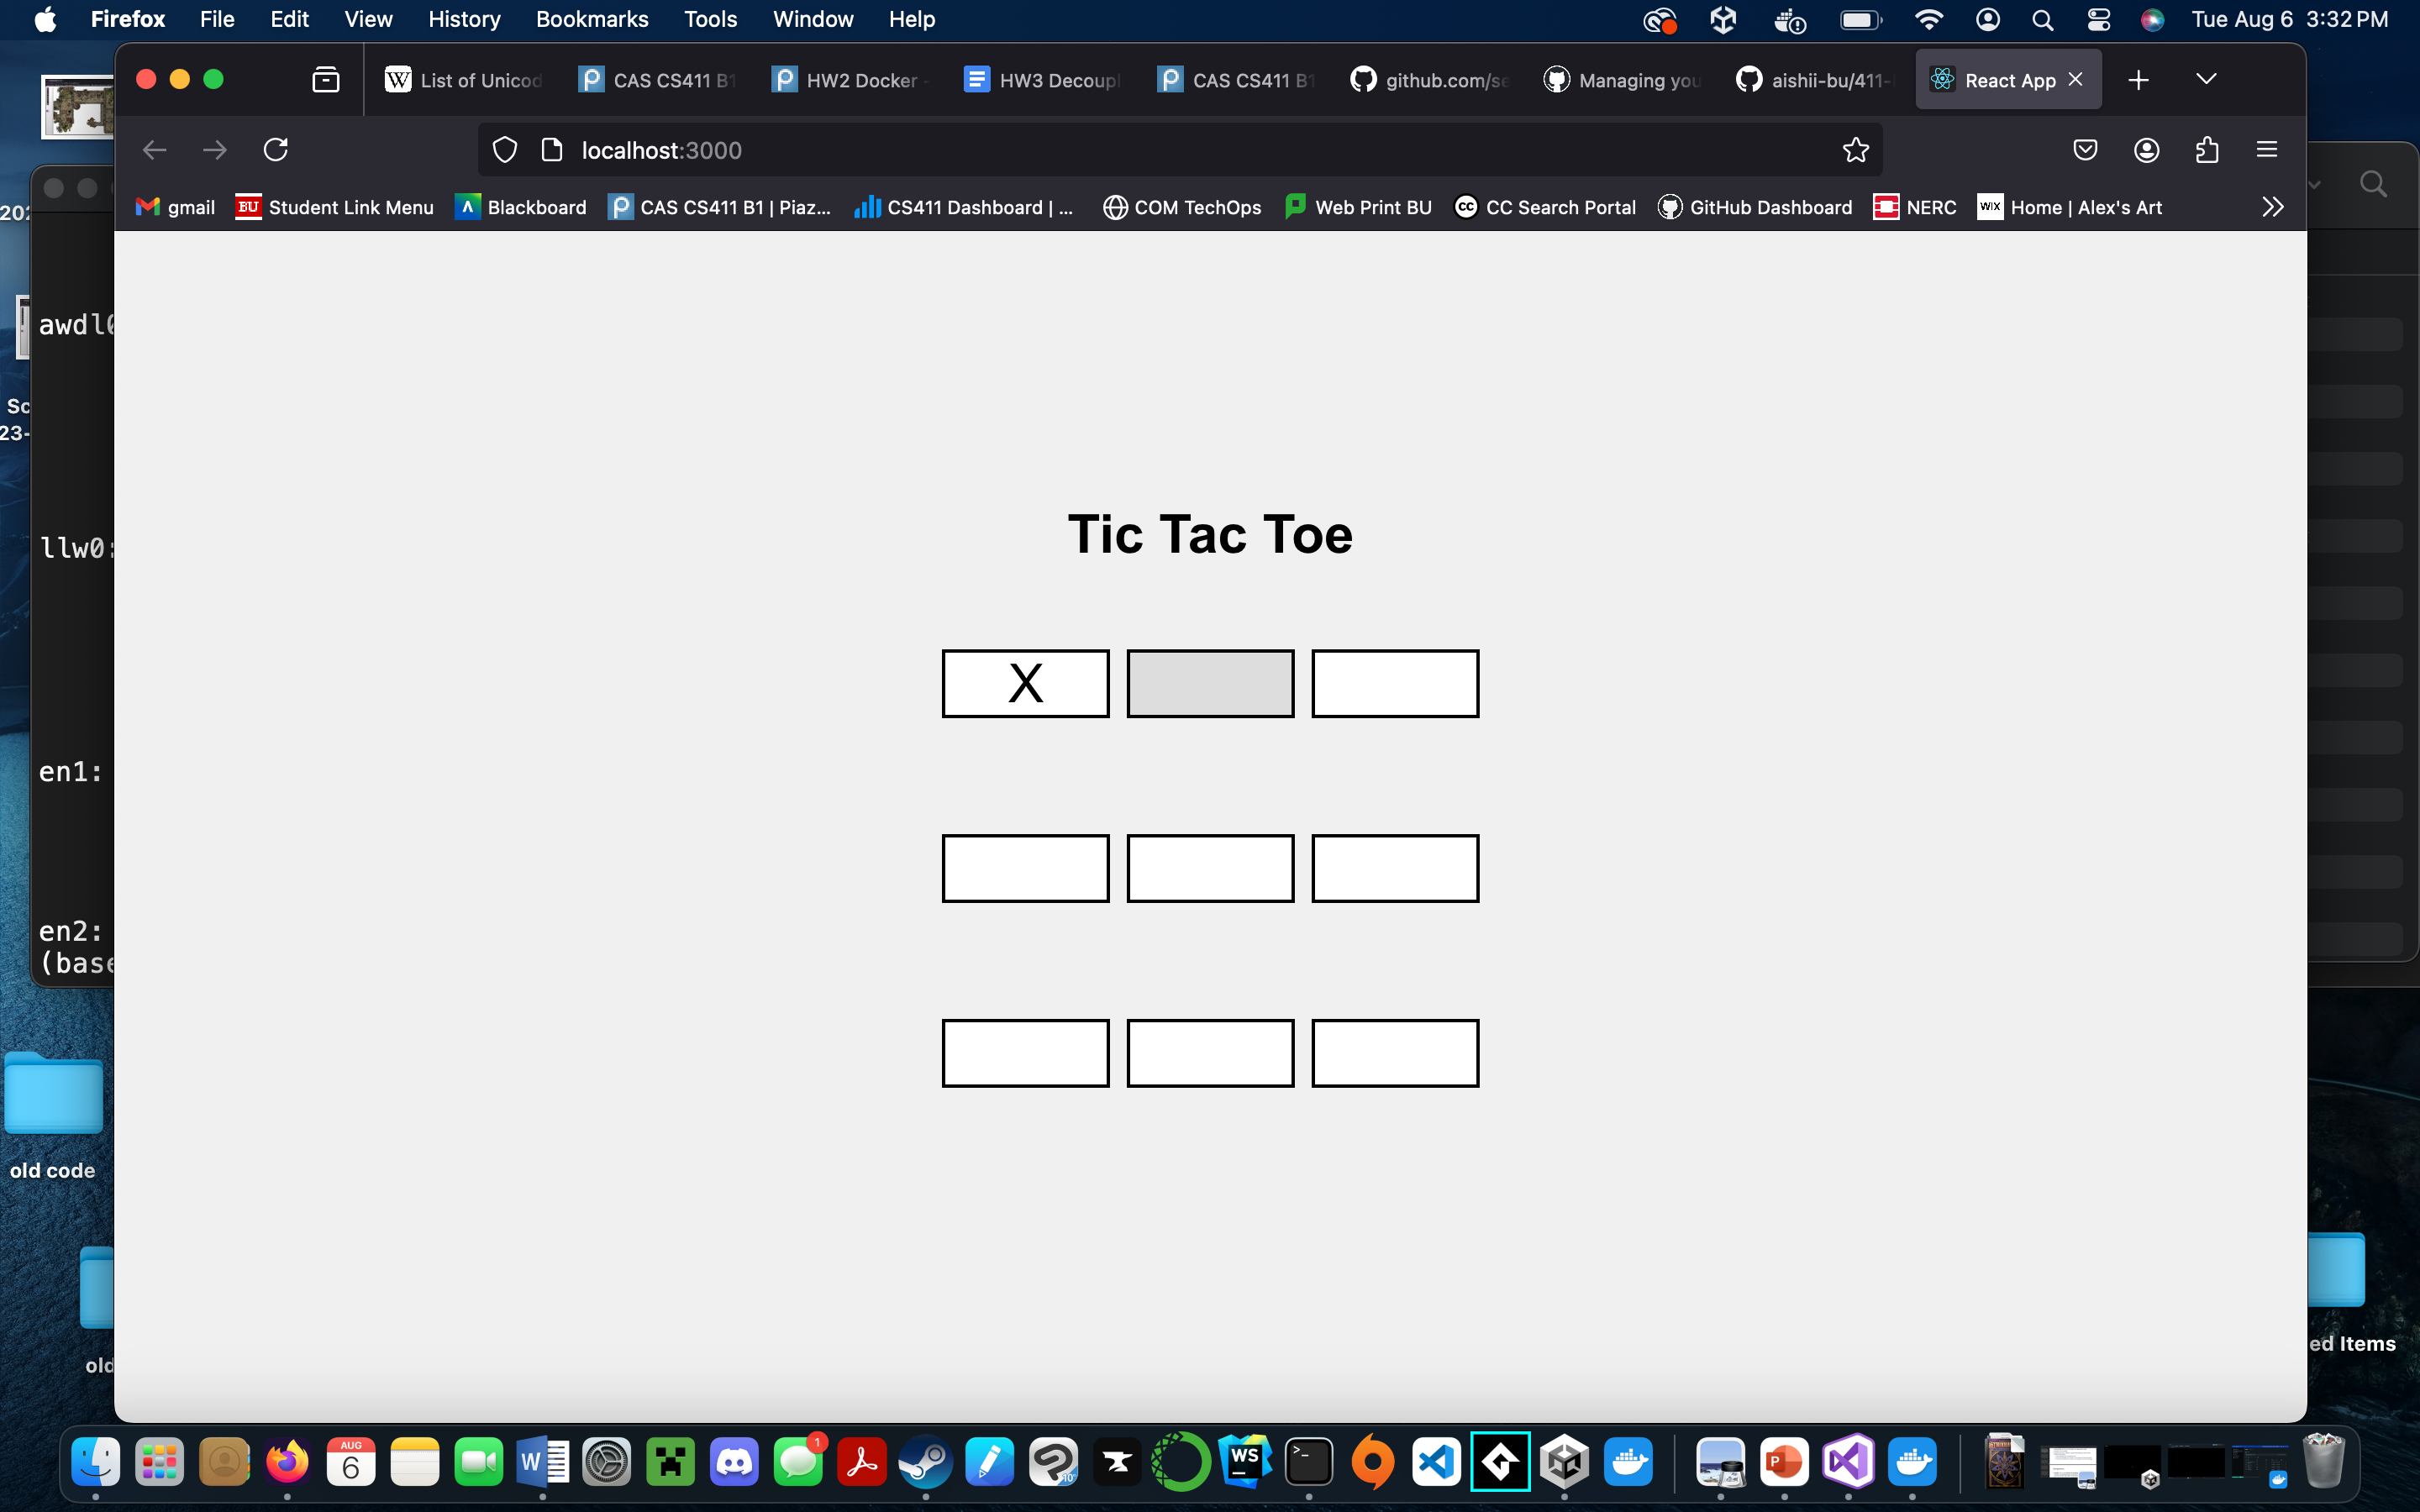 Firefox File Edit View History Bookmarks Tools Window Help Tue Aug 6 3:32 PM
List of Unicod CAS CS411 B1 HW2 Docker - HW3 Decoupl CAS CS411 B1 github.com/se Managing you aishii-bu/411- React App
localhost:3000
gmail BU Student Link Menu Blackboard CAS CS411 B1 | Piaz... CS411 Dashboard | ... COM TechOps Web Print BU CC Search Portal GitHub Dashboard NERC WIX Home | Alex's Art
awdl0
llw0:
en1:
en2:
(base
23-
old code
old
ed Items
Tic Tac Toe
X
AUG
6
1
WS